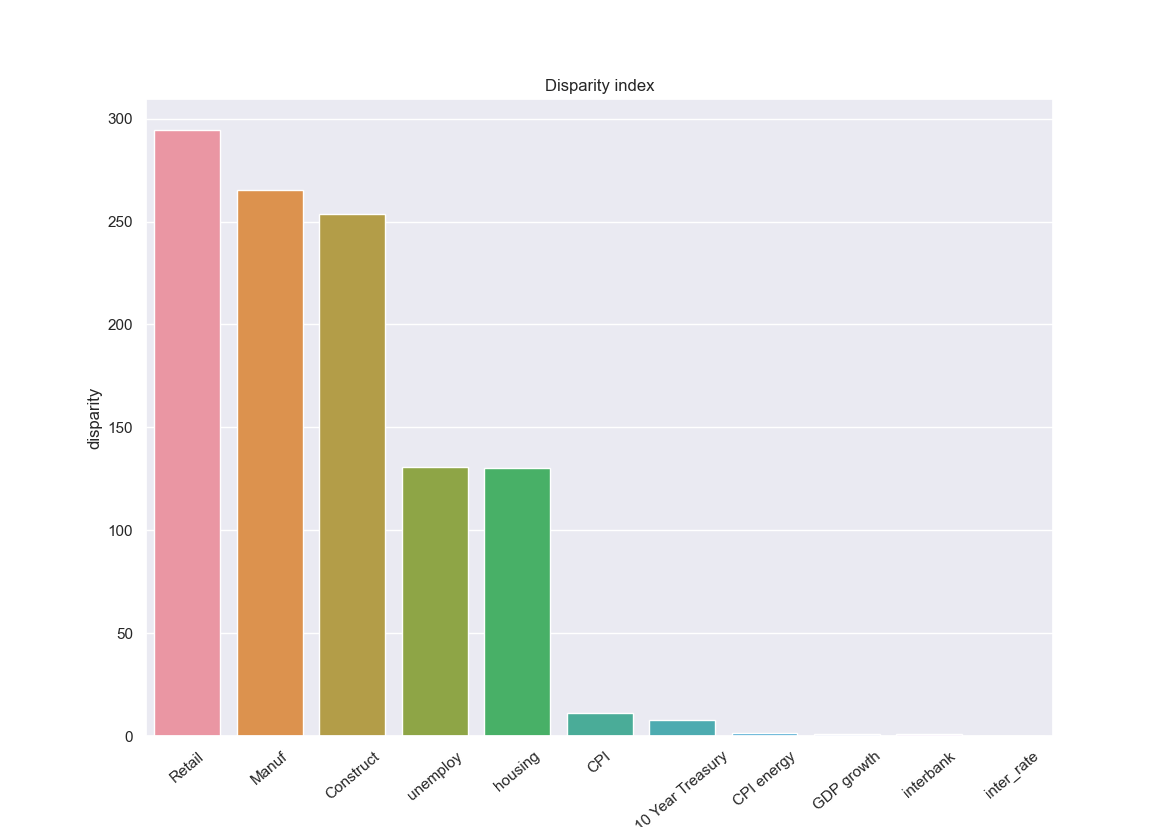 Disparity index
disparity
300
250
200
150
100
50
0
Retail
Manuf
Construct
unemploy
housing
CPI
10 Year Treasury
CPI energy
GDP growth
interbank
inter_rate